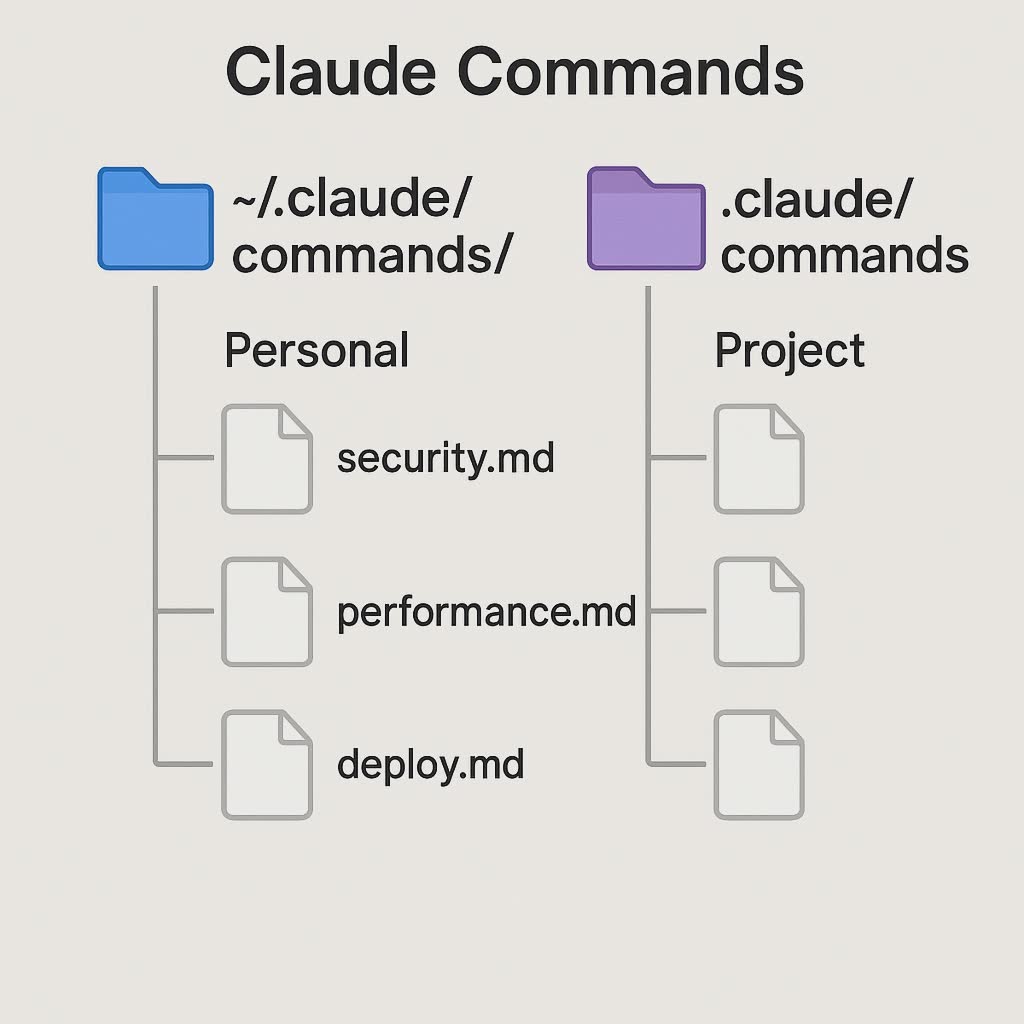 Claude Commands
~/.claude/
commands/
Personal
security.md
performance.md
deploy.md
.claude/
commands
Project